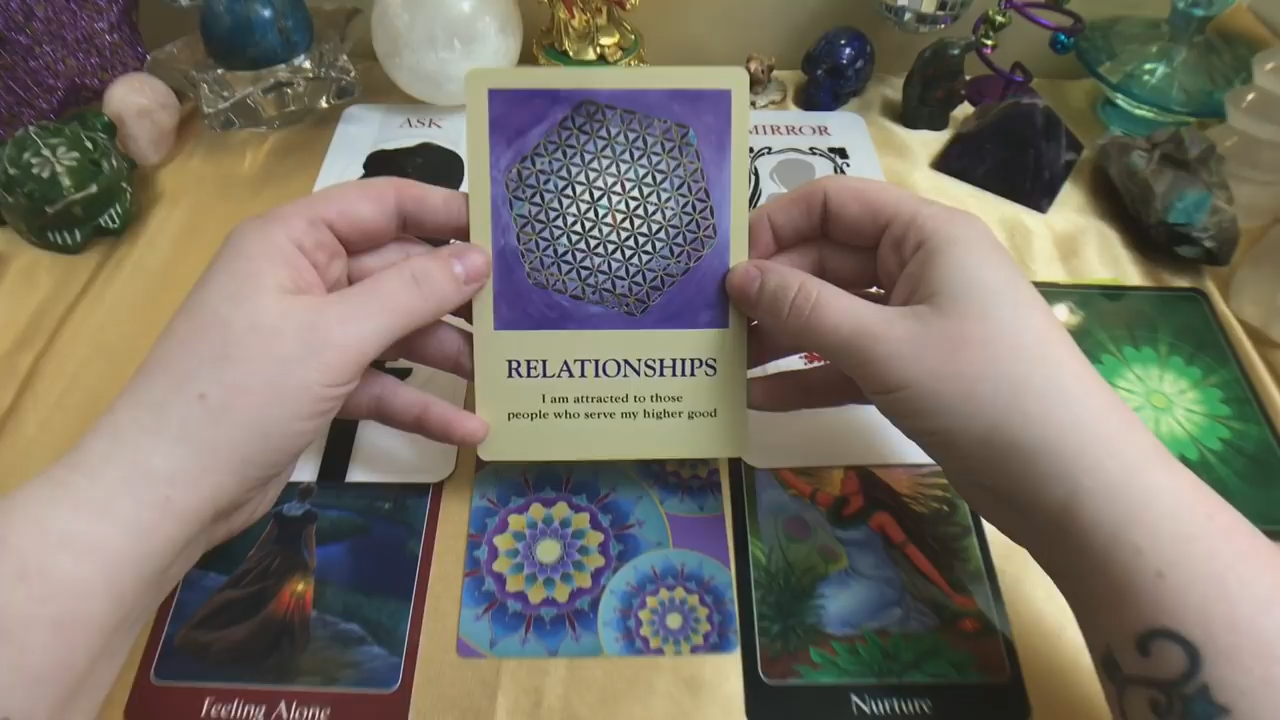 ASK
MIRROR
RELATIONSHIPS
I am attracted to those
people who serve my higher good
Feeling Alone
Nurture